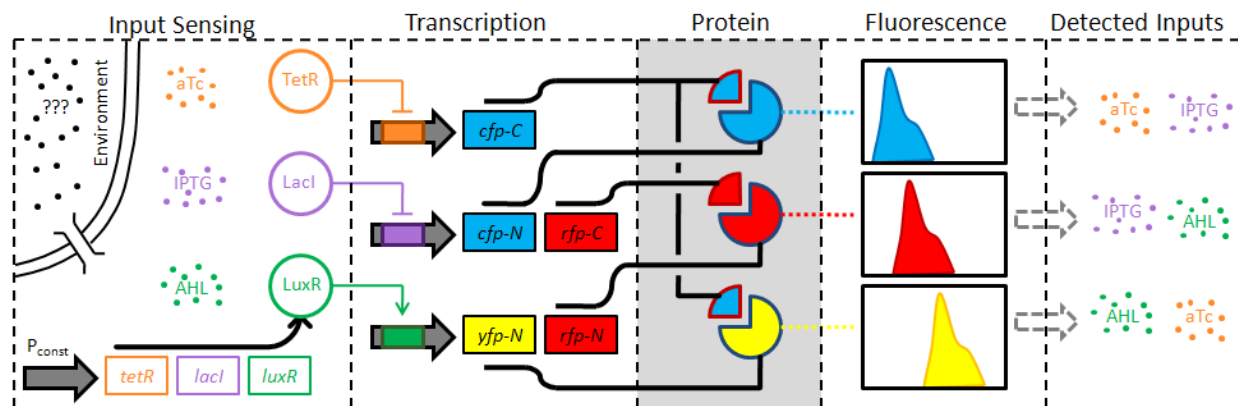 Input Sensing
Transcription
Protein
Fluorescence
Detected Inputs
???
Environment
aTc
TetR
cfp-C
aTc
IPTG
IPTG
LacI
cfp-N
rfp-C
IPTG
AHL
AHL
LuxR
yfp-N
rfp-N
AHL
aTc
Pconst
tetR
lacI
luxR